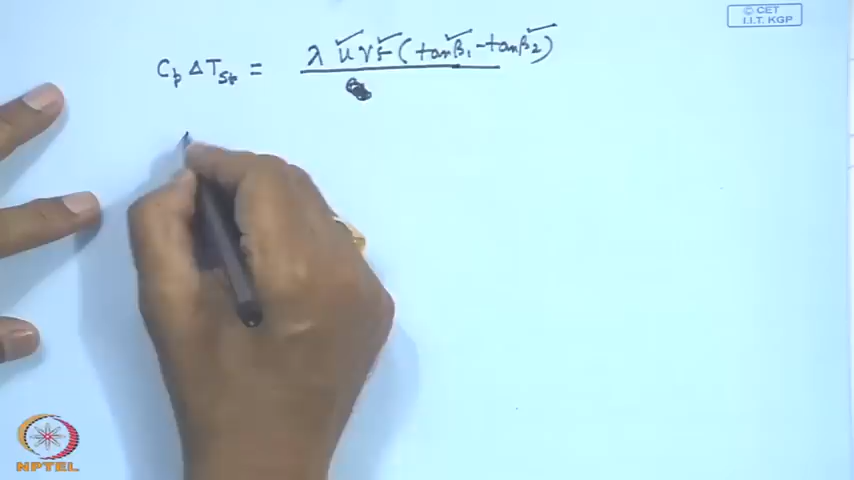 © CET
I.I.T. KGP
Cp ΔTst = λ u Vf (tanβ1 - tanβ2)
NPTEL